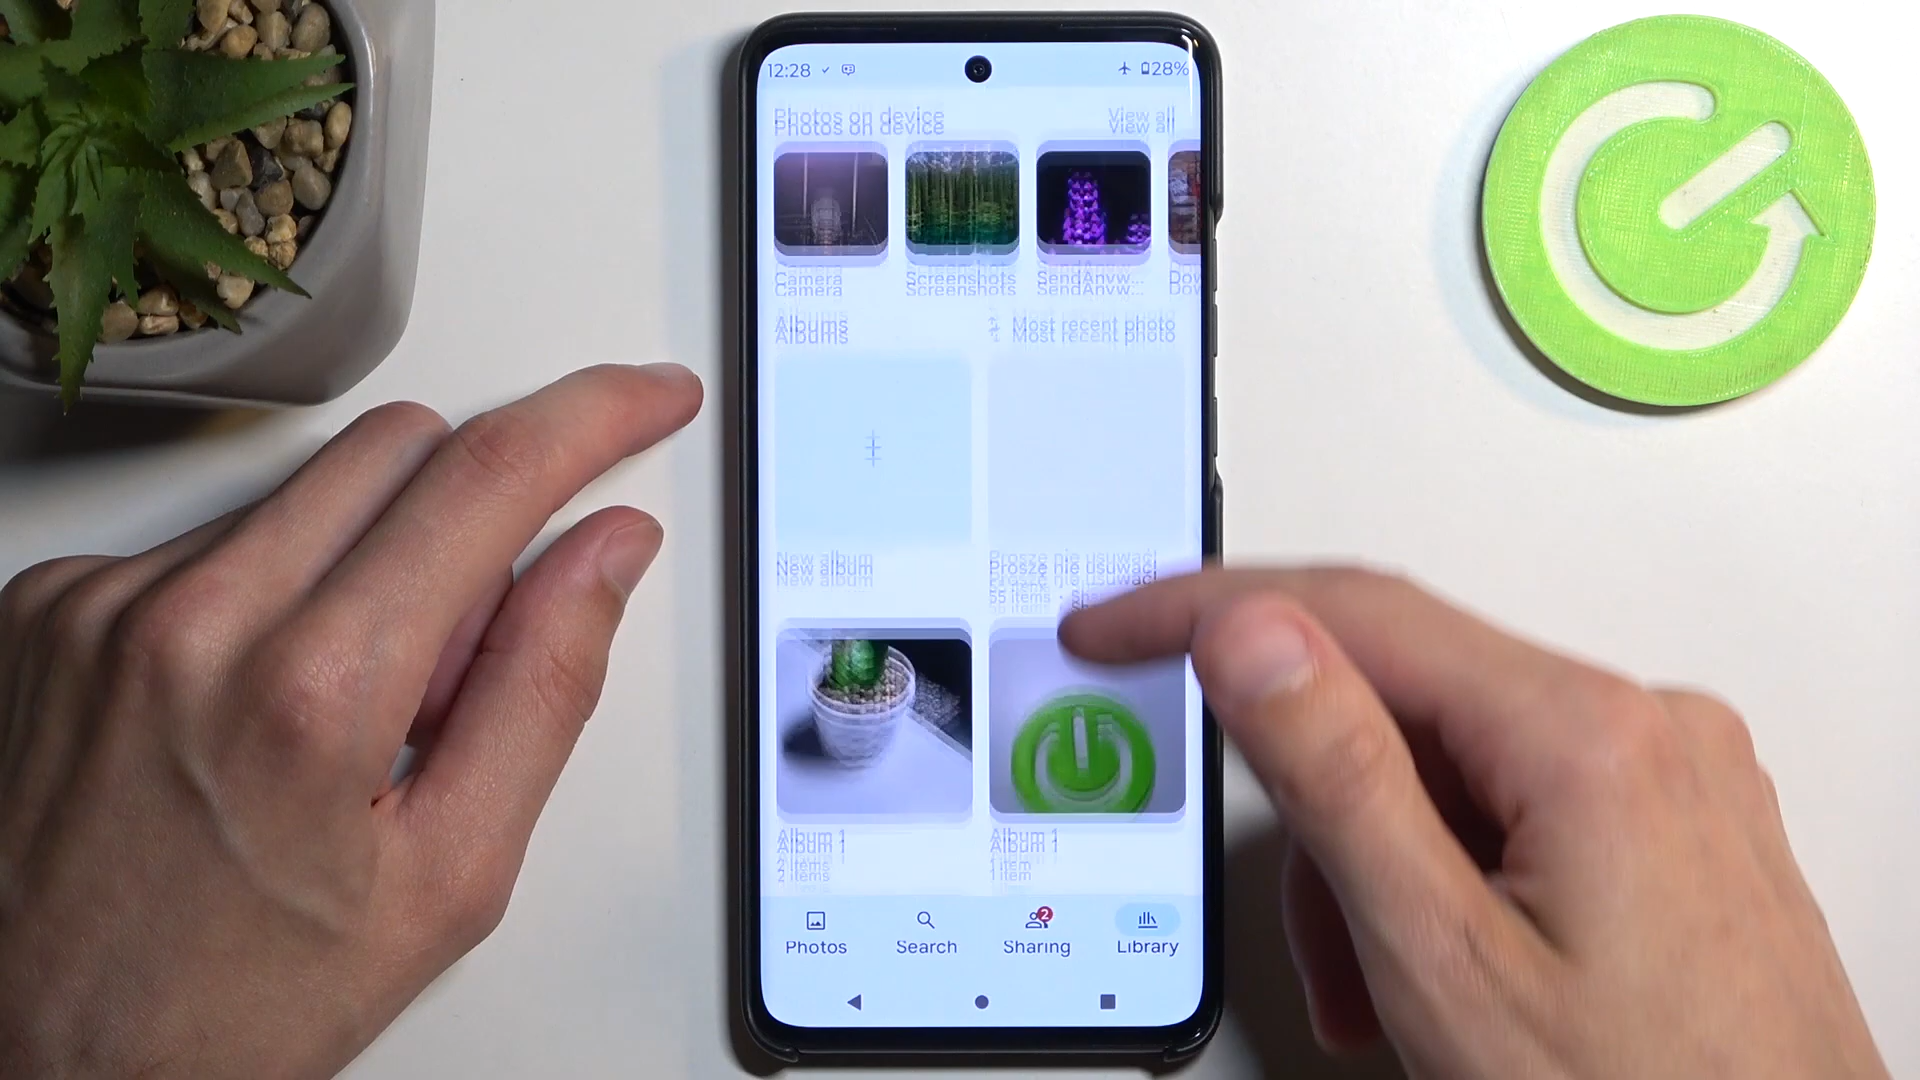 12:28
28%
Photos on device
View all
Camera
Screenshots
SendAnyw...
Dow
Albums
Most recent photo
New album
Proszę nie usuwać!
55 items
Album 1
2 items
Album 1
1 item
Photos
Search
2
Sharing
Library